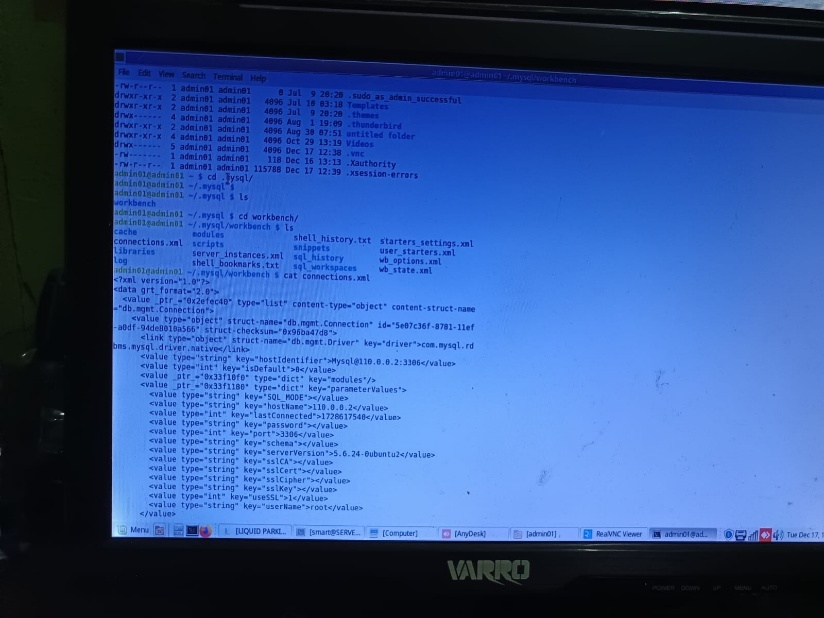 File Edit View Search Terminal Help
admin01@admin01 ~/.mysql/workbench
-rw-r--r-- 1 admin01 admin01 0 Jul 9 20:20 .sudo_as_admin_successful
drwxr-xr-x 2 admin01 admin01 4096 Jul 10 03:18 Templates
drwxr-xr-x 2 admin01 admin01 4096 Jul 9 20:20 .themes
drwx------ 4 admin01 admin01 4096 Aug 1 19:09 .thunderbird
drwxr-xr-x 2 admin01 admin01 4096 Aug 30 07:51 untitled folder
drwxr-xr-x 4 admin01 admin01 4096 Oct 29 13:19 Videos
drwx------ 5 admin01 admin01 4096 Dec 17 12:38 .vnc
-rw------- 1 admin01 admin01 118 Dec 16 13:13 .Xauthority
-rw-r--r-- 1 admin01 admin01 115788 Dec 17 12:39 .xsession-errors
admin01@admin01 ~ $ cd .mysql/
admin01@admin01 ~/.mysql $
admin01@admin01 ~/.mysql $ ls
workbench
admin01@admin01 ~/.mysql $ cd workbench/
admin01@admin01 ~/.mysql/workbench $ ls
cache modules shell_history.txt starters_settings.xml
connections.xml scripts snippets user_starters.xml
libraries server_instances.xml sql_history wb_options.xml
log shell_bookmarks.txt sql_workspaces wb_state.xml
admin01@admin01 ~/.mysql/workbench $ cat connections.xml
<?xml version="1.0"?>
<data grt_format="2.0">
<value _ptr_="0x2efec40" type="list" content-type="object" content-struct-name
="db.mgmt.Connection">
<value type="object" struct-name="db.mgmt.Connection" id="5e07c36f-8781-11ef
-a0df-94de8010a566" struct-checksum="0x96ba47d8">
<link type="object" struct-name="db.mgmt.Driver" key="driver">com.mysql.rd
bms.mysql.driver.native</link>
<value type="string" key="hostIdentifier">Mysql@110.0.0.2:3306</value>
<value type="int" key="isDefault">0</value>
<value _ptr_="0x33f10f0" type="dict" key="modules"/>
<value _ptr_="0x33f1180" type="dict" key="parameterValues">
<value type="string" key="SQL_MODE"></value>
<value type="string" key="hostName">110.0.0.2</value>
<value type="int" key="lastConnected">1728617540</value>
<value type="string" key="password"></value>
<value type="int" key="port">3306</value>
<value type="string" key="schema"></value>
<value type="string" key="serverVersion">5.6.24-0ubuntu2</value>
<value type="string" key="sslCA"></value>
<value type="string" key="sslCert"></value>
<value type="string" key="sslCipher"></value>
<value type="string" key="sslKey"></value>
<value type="int" key="useSSL">1</value>
<value type="string" key="userName">root</value>
</value>
Menu [LIQUID PARKI... [smart@SERVE... [Computer] [AnyDesk] [admin01] RealVNC Viewer admin01@ad... Tue Dec 17,
VARRO
POWER DOWN UP MENU AUTO